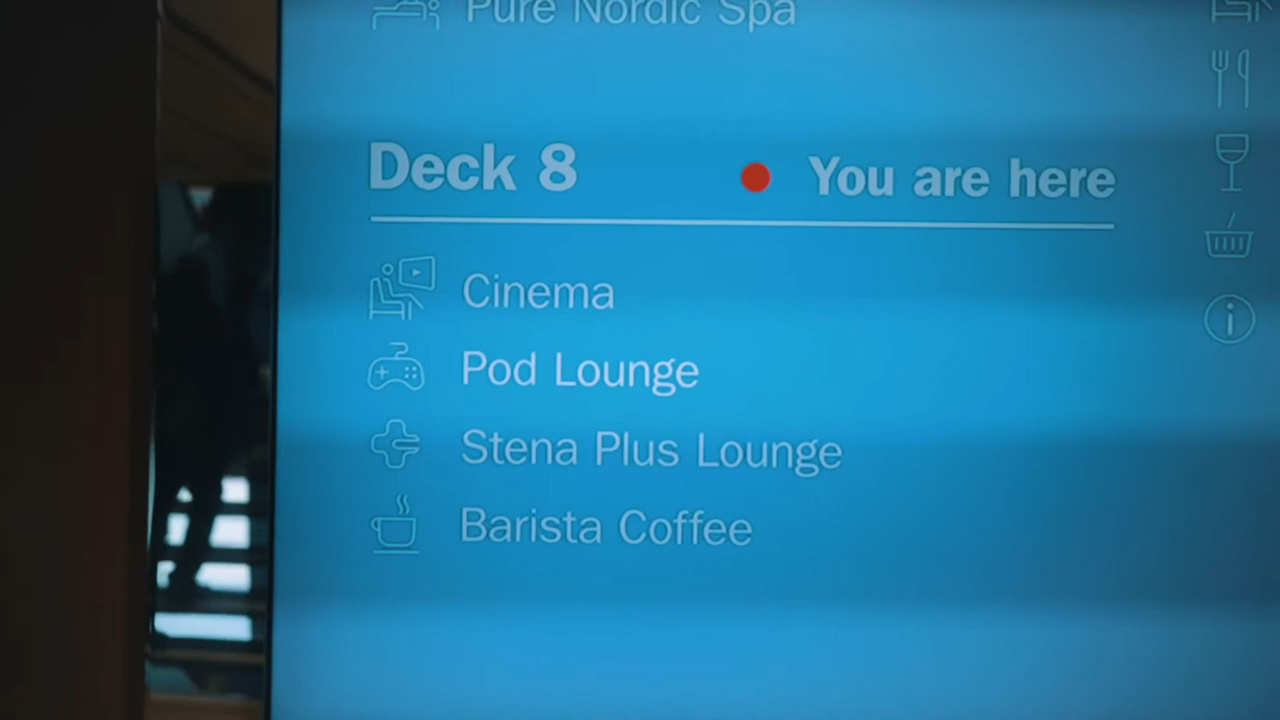 Pure Nordic Spa
Deck 8
You are here
Cinema
Pod Lounge
Stena Plus Lounge
Barista Coffee